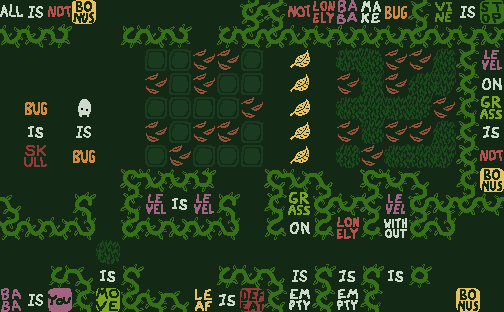 ALL IS NOT BONUS NOT LONELY BABA MAKE BUG VINE IS STOP
LEVEL
ON
BUG GRASS
IS IS IS
SKULL BUG NOT
BONUS
LEVEL IS LEVEL GRASS LEVEL
ON LONELY WITHOUT
IS IS IS IS
BABA IS YOU MOVE LEAF IS DEFEAT EMPTY EMPTY BONUS